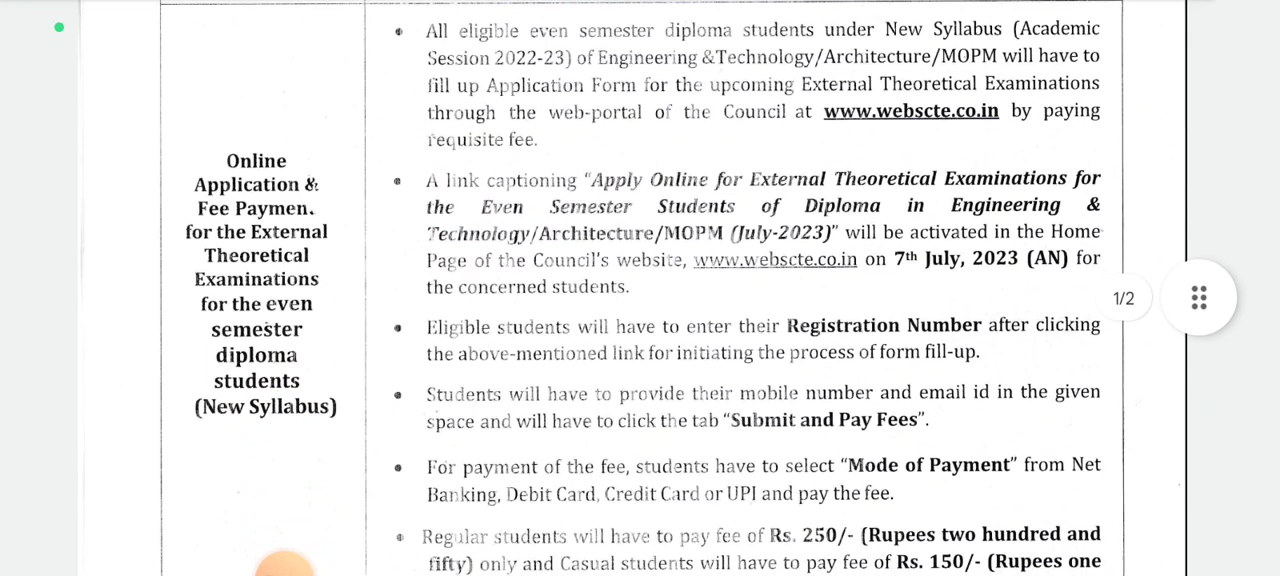 Online
Application &
Fee Paymen.
for the External
Theoretical
Examinations
for the even
semester
diploma
students
(New Syllabus)
• All eligible even semester diploma students under New Syllabus (Academic
Session 2022-23) of Engineering &Technology/Architecture/MOPM will have to
fill up Application Form for the upcoming External Theoretical Examinations
through the web-portal of the Council at www.webscte.co.in by paying
requisite fee.
• A link captioning "Apply Online for External Theoretical Examinations for
the Even Semester Students of Diploma in Engineering &
Technology/Architecture/MOPM (July-2023)" will be activated in the Home
Page of the Council's website, www.webscte.co.in on 7th July, 2023 (AN) for
the concerned students.
• Eligible students will have to enter their Registration Number after clicking
the above-mentioned link for initiating the process of form fill-up.
• Students will have to provide their mobile number and email id in the given
space and will have to click the tab "Submit and Pay Fees".
• For payment of the fee, students have to select "Mode of Payment" from Net
Banking, Debit Card, Credit Card or UPI and pay the fee.
• Regular students will have to pay fee of Rs. 250/- (Rupees two hundred and
fifty) only and Casual students will have to pay fee of Rs. 150/- (Rupees one
1/2